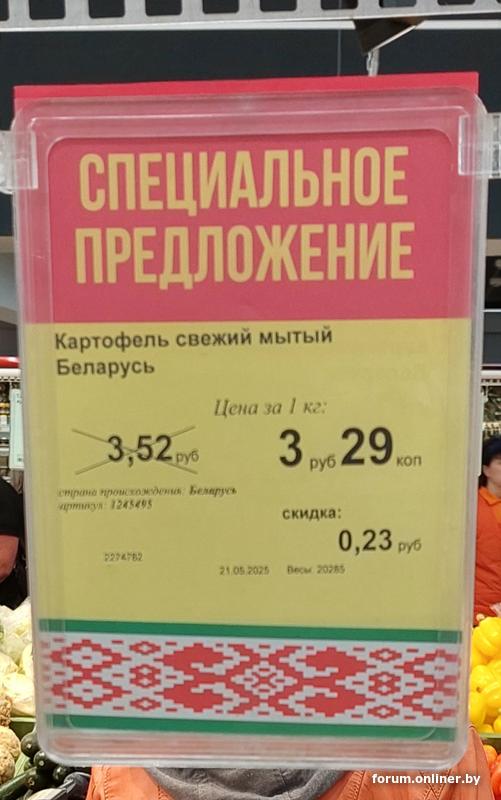 СПЕЦИАЛЬНОЕ
ПРЕДЛОЖЕНИЕ
Картофель свежий мытый
Беларусь
Цена за 1 кг:
3,52 руб
3 руб 29 коп
страна происхождения: Беларусь
артикул: 1245495
скидка:
0,23 руб
2274782
21.05.2025 Весы: 20285
forum.onliner.by